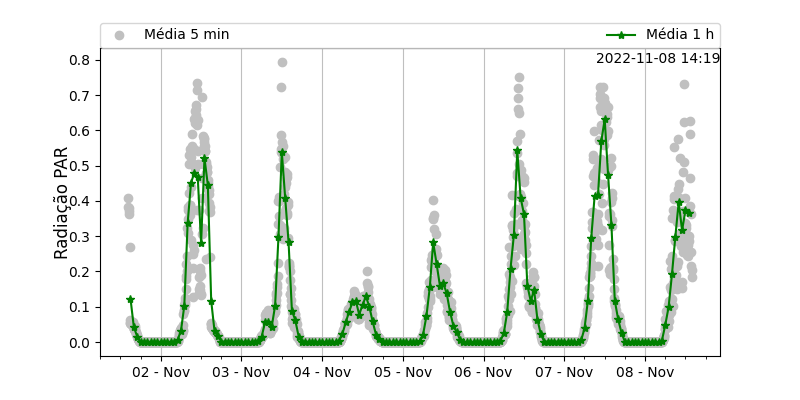 Média 5 min
Média 1 h
2022-11-08 14:19
Radiação PAR
0.8
0.7
0.6
0.5
0.4
0.3
0.2
0.1
0.0
02 - Nov
03 - Nov
04 - Nov
05 - Nov
06 - Nov
07 - Nov
08 - Nov